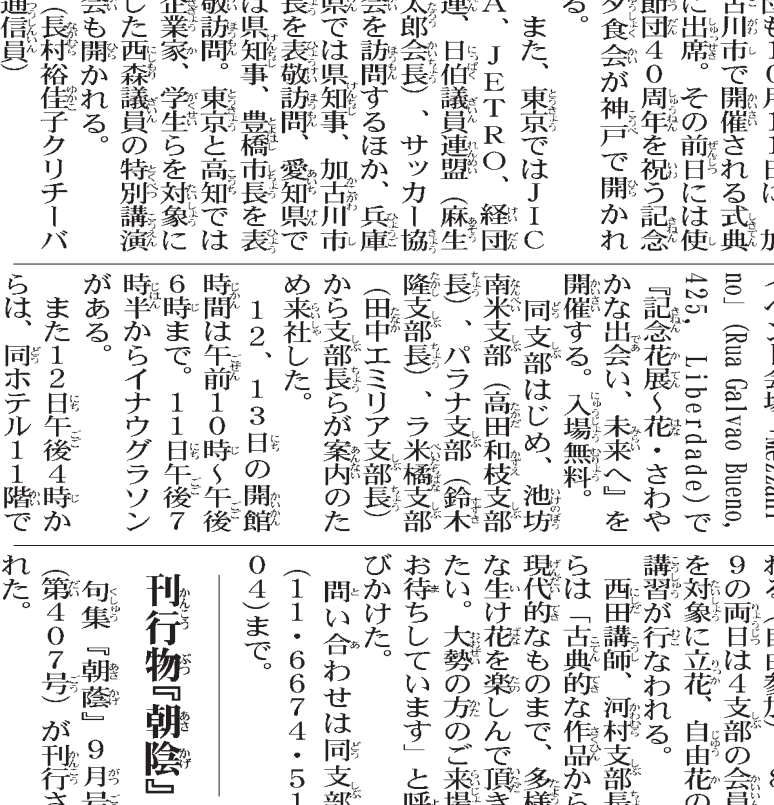 団も10月11日に、加
古川市で開催される式典
に出席。その前日には使
節団40周年を祝う記念
夕食会が神戸で開かれ
る。
また、東京ではJIC
A、JETRO、経団
連、日伯議員連盟（麻生
太郎会長）、サッカー協
会を訪問するほか、兵庫
県では県知事、加古川市
長を表敬訪問、愛知県で
は県知事、豊橋市長を表
敬訪問。東京と高知では
企業家、学生らを対象に
した西森議員の特別講演
会も開かれる。
（長村裕佳子クリチーバ
通信員）
イベント会場「Mezzani
no」(Rua Galvao Bueno,
425, Liberdade)で
『記念花展～花・さわや
かな出会い、未来へ』を
開催する。入場無料。
同支部はじめ、池坊
南米支部（高田和枝支部
長）、パラナ支部（鈴木
隆支部長）、ラ米橘支部
（田中エミリア支部長）
から支部長らが案内のた
め来社した。
12、13日の開館
時間は午前10時～午後
6時まで。11日午後7
時半からイナウグラソン
がある。
また12日午後4時か
らは、同ホテル11階で
9の両日は4支部の会員
を対象に立花、自由花の
講習が行なわれる。
西田講師、河村支部長
らは「古典的な作品から
現代的なものまで、多様
な生け花を楽しんで頂き
たい。大勢の方のご来場
お待ちしています」と呼
びかけた。
問い合わせは同支部
(11・6674・51
04)まで。
刊行物『朝陰』
句集『朝蔭』9月号
（第407号）が刊行さ
れた。